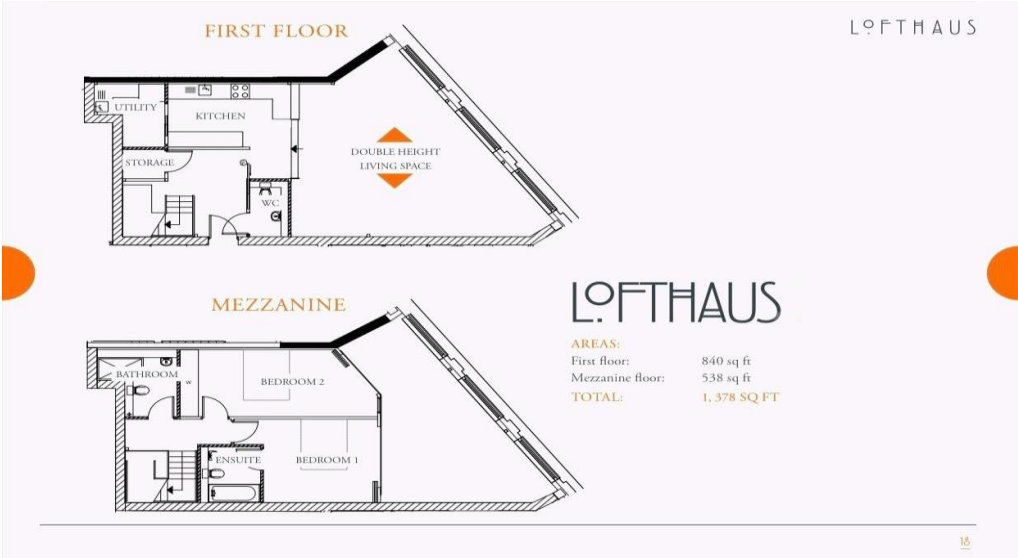 FIRST FLOOR
LOFTHAUS
UTILITY
KITCHEN
STORAGE
DOUBLE HEIGHT
LIVING SPACE
WC
MEZZANINE
BATHROOM
W
BEDROOM 2
ENSUITE
BEDROOM 1
LOFTHAUS
AREAS:
First floor: 840 sq ft
Mezzanine floor: 538 sq ft
TOTAL: 1, 378 SQ FT
18